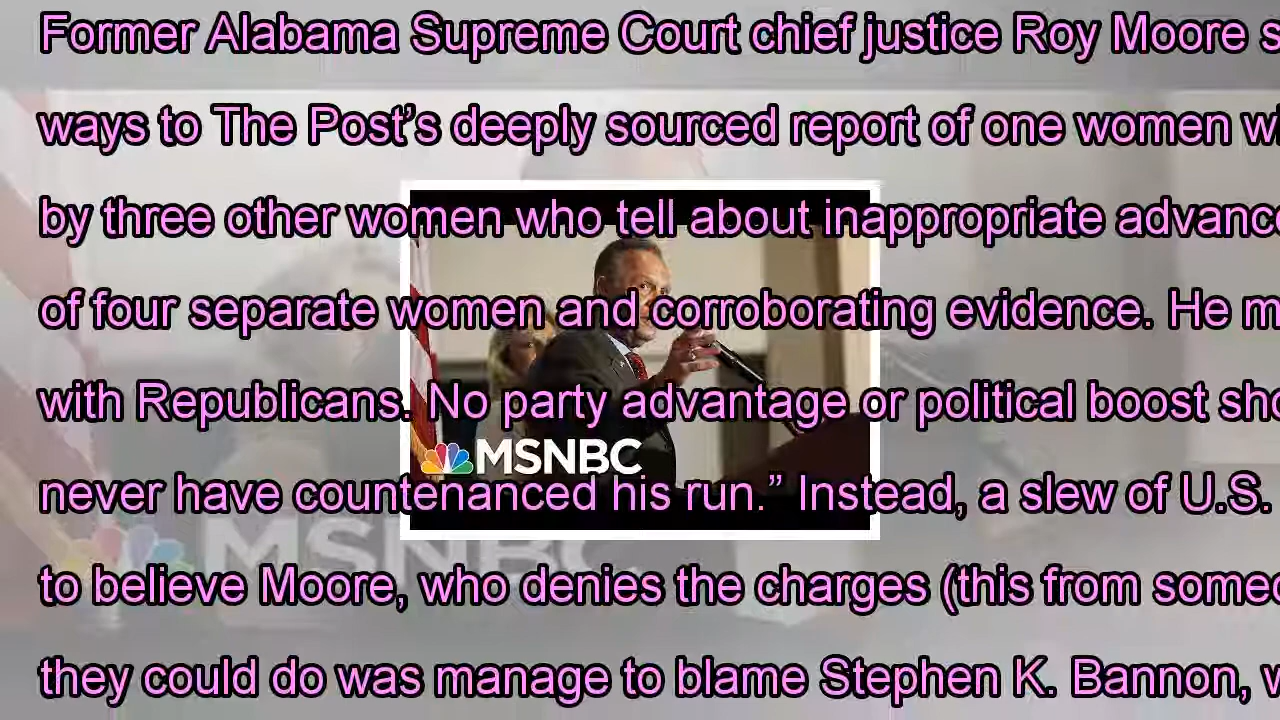 Former Alabama Supreme Court chief justice Roy Moore
ways to The Post’s deeply sourced report of one women
by three other women who tell about inappropriate
of four separate women and corroborating evidence. He
with Republicans. No party advantage or political boost
MSNBC
never have countenanced his run.” Instead, a slew of U.S.
MSNBC
to believe Moore, who denies the charges (this from
they could do was manage to blame Stephen K. Bannon,